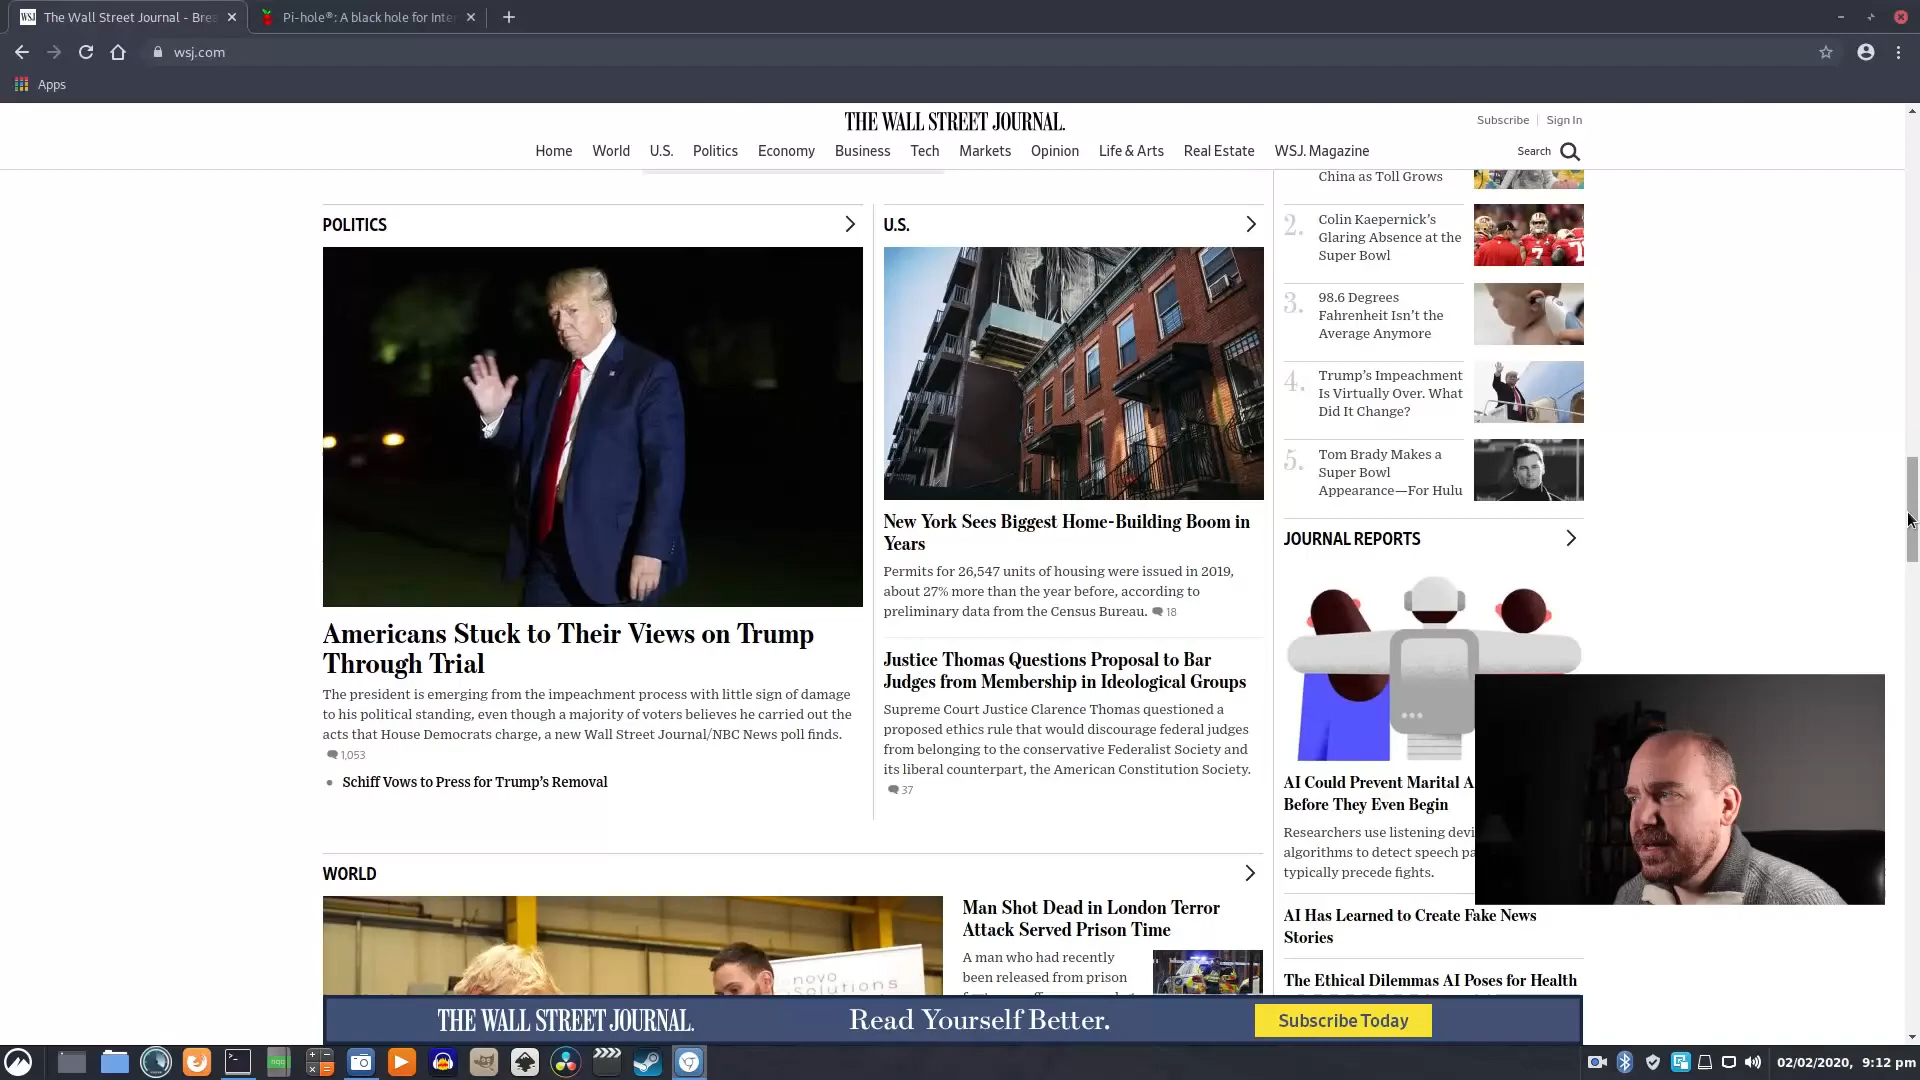 The Wall Street Journal - Brea
Pi-hole®: A black hole for Inter
wsj.com
Apps
THE WALL STREET JOURNAL.
Subscribe
Sign In
Home
World
U.S.
Politics
Economy
Business
Tech
Markets
Opinion
Life & Arts
Real Estate
WSJ. Magazine
Search
POLITICS
Americans Stuck to Their Views on Trump
Through Trial
The president is emerging from the impeachment process with little sign of damage
to his political standing, even though a majority of voters believes he carried out the
acts that House Democrats charge, a new Wall Street Journal/NBC News poll finds.
1,053
Schiff Vows to Press for Trump's Removal
U.S.
New York Sees Biggest Home-Building Boom in
Years
Permits for 26,547 units of housing were issued in 2019,
about 27% more than the year before, according to
preliminary data from the Census Bureau. 18
Justice Thomas Questions Proposal to Bar
Judges from Membership in Ideological Groups
Supreme Court Justice Clarence Thomas questioned a
proposed ethics rule that would discourage federal judges
from belonging to the conservative Federalist Society and
its liberal counterpart, the American Constitution Society.
37
China as Toll Grows
2. Colin Kaepernick's
Glaring Absence at the
Super Bowl
3. 98.6 Degrees
Fahrenheit Isn't the
Average Anymore
4. Trump's Impeachment
Is Virtually Over. What
Did It Change?
5. Tom Brady Makes a
Super Bowl
Appearance—For Hulu
JOURNAL REPORTS
AI Could Prevent Marital A
Before They Even Begin
Researchers use listening devi
algorithms to detect speech pa
typically precede fights.
AI Has Learned to Create Fake News
Stories
The Ethical Dilemmas AI Poses for Health
WORLD
novo
solutions
Man Shot Dead in London Terror
Attack Served Prison Time
A man who had recently
been released from prison
THE WALL STREET JOURNAL.
Read Yourself Better.
Subscribe Today
02/02/2020, 9:12 pm